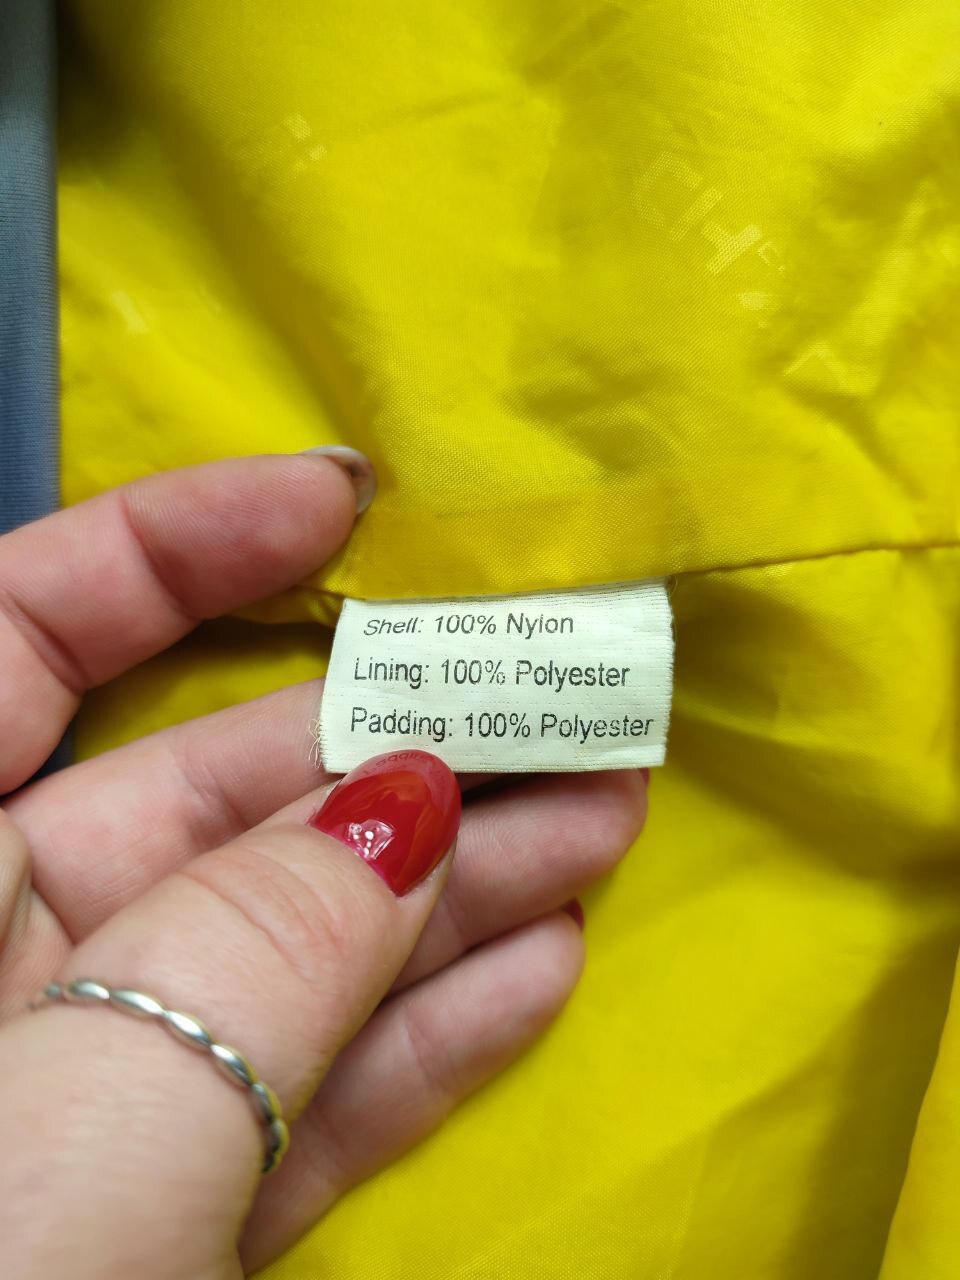 Shell: 100% Nylon
Lining: 100% Polyester
Padding: 100% Polyester